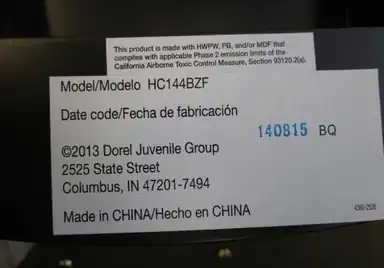 This product is made with HWPW, PB, and/or MDF that
complies with applicable Phase 2 emission limits of the
California Airborne Toxic Control Measure, Section 93120.2(a).
Model/Modelo HC144BZF
Date code/Fecha de fabricación
140815 BQ
©2013 Dorel Juvenile Group
2525 State Street
Columbus, IN 47201-7494
Made in CHINA/Hecho en CHINA